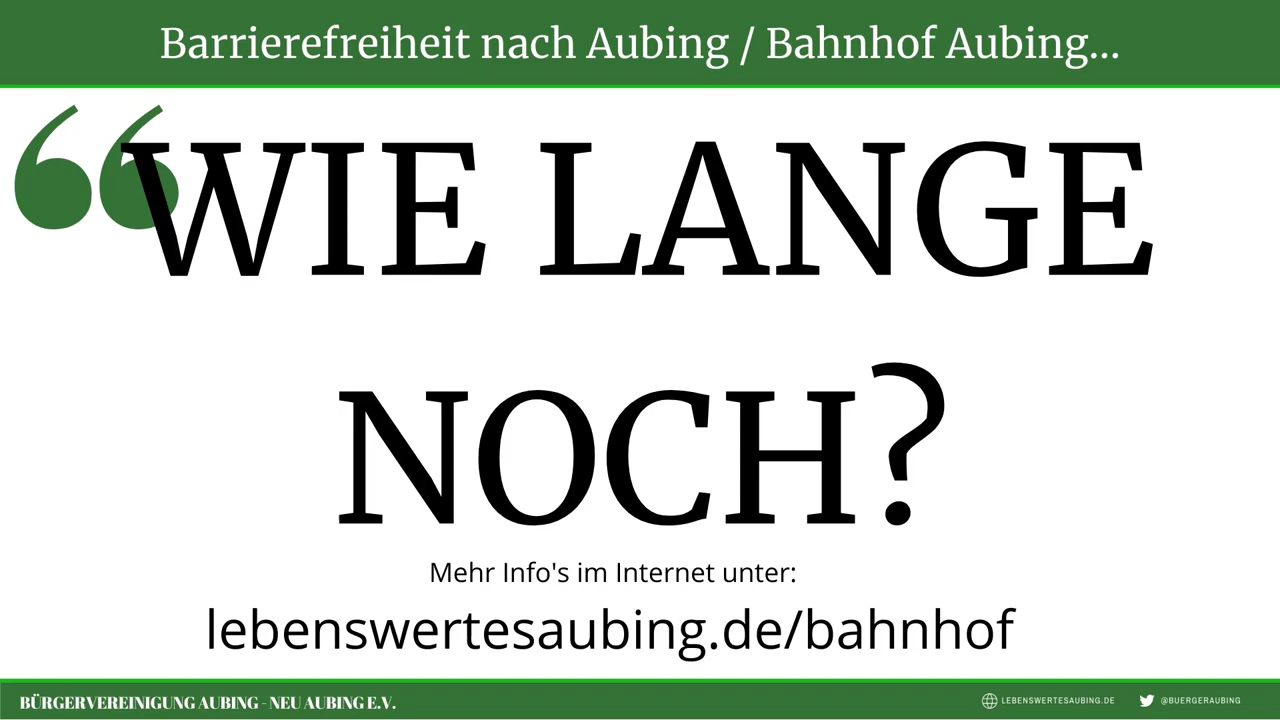 Barrierefreiheit nach Aubing / Bahnhof Aubing...
“WIE LANGE
NOCH?
Mehr Info's im Internet unter:
lebenswertesaubing.de/bahnhof
BÜRGERVEREINIGUNG AUBING - NEU AUBING E.V.
LEBENSWERTESAUBING.DE
@BUERGERAUBING